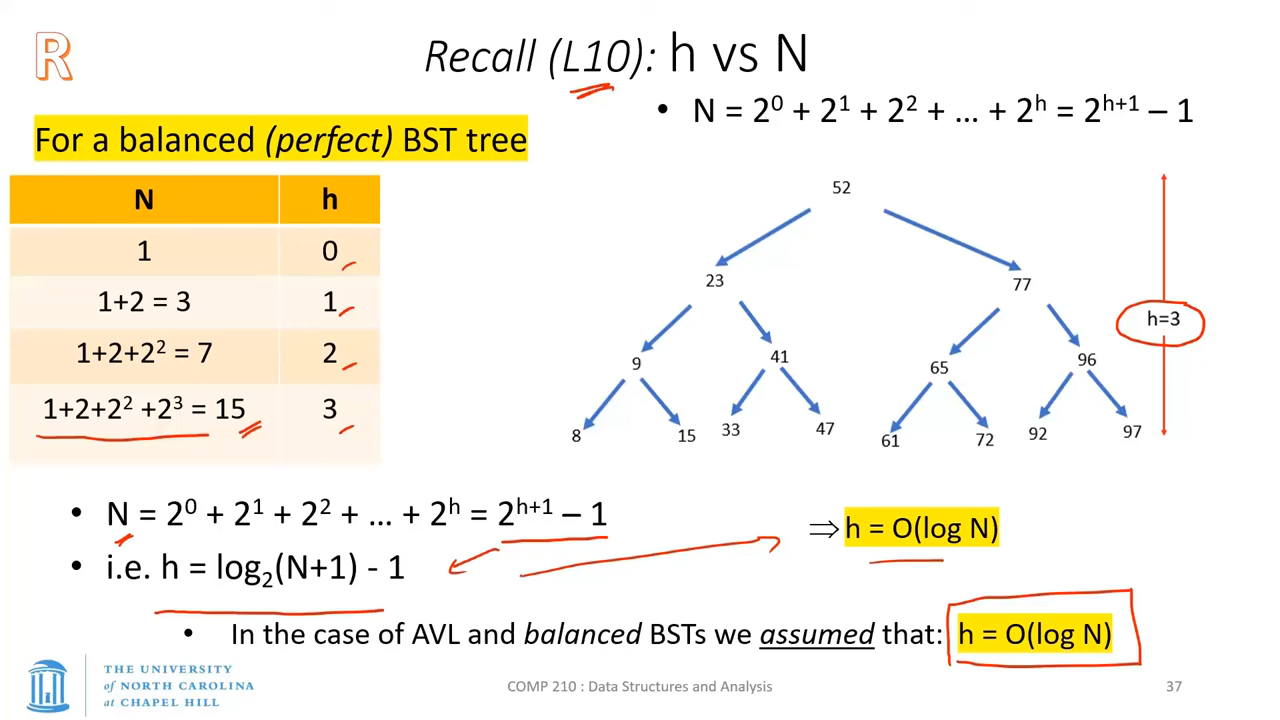 R
Recall (L10): h vs N
• N = 2⁰ + 2¹ + 2² + … + 2ʰ = 2ʰ⁺¹ – 1
For a balanced (perfect) BST tree
N h
1 0
1+2 = 3 1
1+2+2² = 7 2
1+2+2² +2³ = 15 3
52
23 77
9 41 65 96
8 15 33 47 61 72 92 97
h=3
• N = 2⁰ + 2¹ + 2² + … + 2ʰ = 2ʰ⁺¹ – 1
• i.e. h = log₂(N+1) - 1
⇒ h = O(log N)
• In the case of AVL and balanced BSTs we assumed that: h = O(log N)
THE UNIVERSITY
of NORTH CAROLINA
at CHAPEL HILL
COMP 210 : Data Structures and Analysis
37